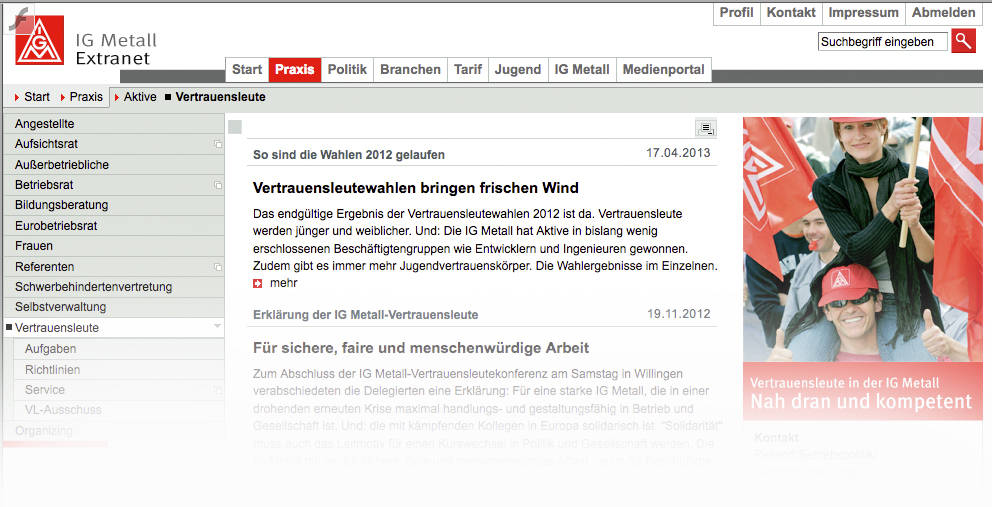 Profil Kontakt Impressum Abmelden
IG Metall
Extranet
Suchbegriff eingeben
Start Praxis Politik Branchen Tarif Jugend IG Metall Medienportal
Start Praxis Aktive Vertrauensleute
Angestellte
Aufsichtsrat
Außerbetriebliche
Betriebsrat
Bildungsberatung
Eurobetriebsrat
Frauen
Referenten
Schwerbehindertenvertretung
Selbstverwaltung
Vertrauensleute
Aufgaben
Richtlinien
Service
VL-Ausschuss
Organizing
So sind die Wahlen 2012 gelaufen 17.04.2013
Vertrauensleutewahlen bringen frischen Wind
Das endgültige Ergebnis der Vertrauensleutewahlen 2012 ist da. Vertrauensleute
werden jünger und weiblicher. Und: Die IG Metall hat Aktive in bislang wenig
erschlossenen Beschäftigtengruppen wie Entwicklern und Ingenieuren gewonnen.
Zudem gibt es immer mehr Jugendvertrauenskörper. Die Wahlergebnisse im Einzelnen.
mehr
Erklärung der IG Metall-Vertrauensleute 19.11.2012
Für sichere, faire und menschenwürdige Arbeit
Zum Abschluss der IG Metall-Vertrauensleutekonferenz am Samstag in Willingen
verabschiedeten die Delegierten eine Erklärung: Für eine starke IG Metall, die in einer
drohenden erneuten Krise maximal handlungs- und gestaltungsfähig in Betrieb und
Gesellschaft ist. Und: die mit kämpfenden Kollegen in Europa solidarisch ist. "Solidarität"
muss auch das Leitmotiv für einen Kurswechsel in Politik und Gesellschaft werden. Die
Vertrauensleute in der IG Metall
Nah dran und kompetent
Kontakt